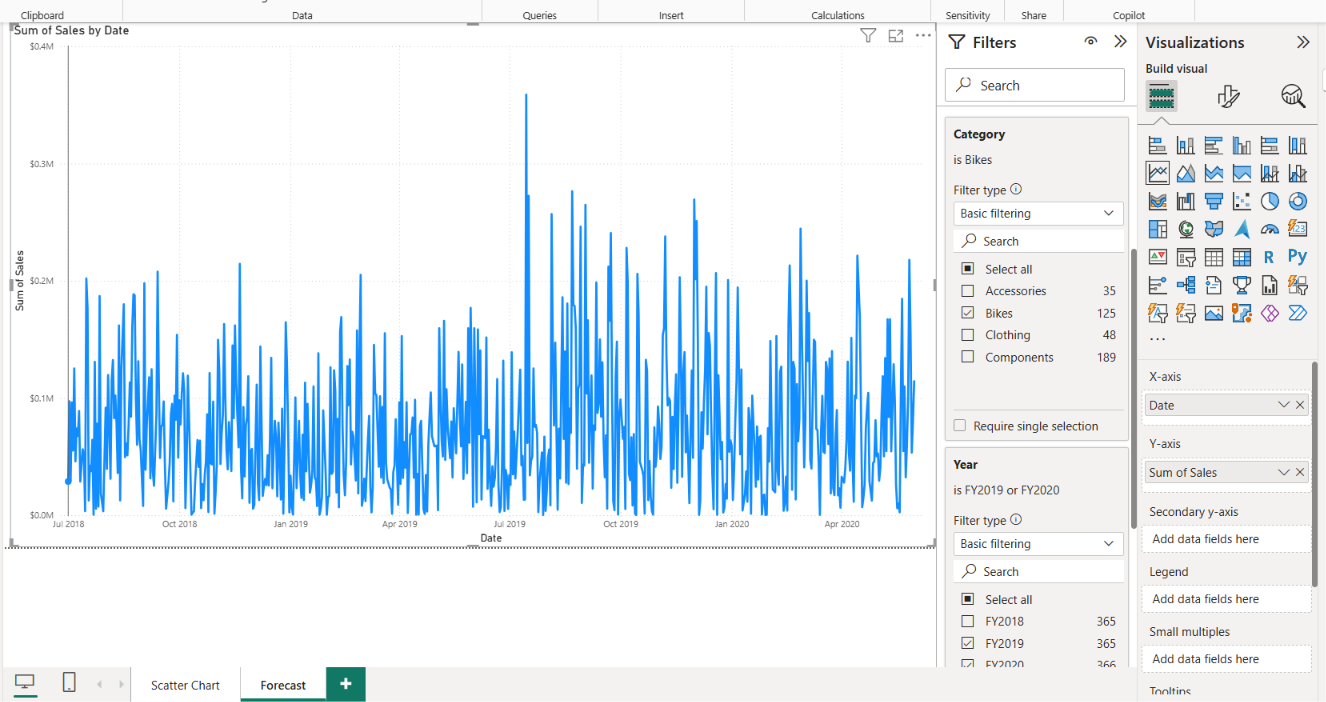 Clipboard
Data
Queries
Insert
Calculations
Sensitivity
Share
Copilot
Sum of Sales by Date
$0.4M
$0.3M
$0.2M
$0.1M
$0.0M
Sum of Sales
Jul 2018
Oct 2018
Jan 2019
Apr 2019
Jul 2019
Oct 2019
Jan 2020
Apr 2020
Date
Filters
Search
Category
is Bikes
Filter type
Basic filtering
Search
Select all
Accessories 35
Bikes 125
Clothing 48
Components 189
Require single selection
Year
is FY2019 or FY2020
Filter type
Basic filtering
Search
Select all
FY2018 365
FY2019 365
FY2020 366
Visualizations
Build visual
123
R
Py
X-axis
Date
Y-axis
Sum of Sales
Secondary y-axis
Add data fields here
Legend
Add data fields here
Small multiples
Add data fields here
Tooltips
Scatter Chart
Forecast